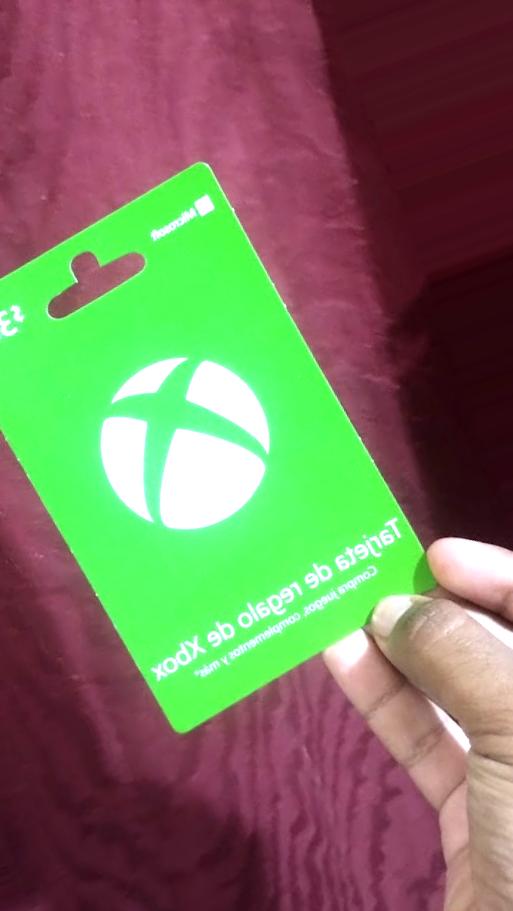 Microsoft
Tarjeta de regalo de Xbox
Compra juegos, complementos y más*